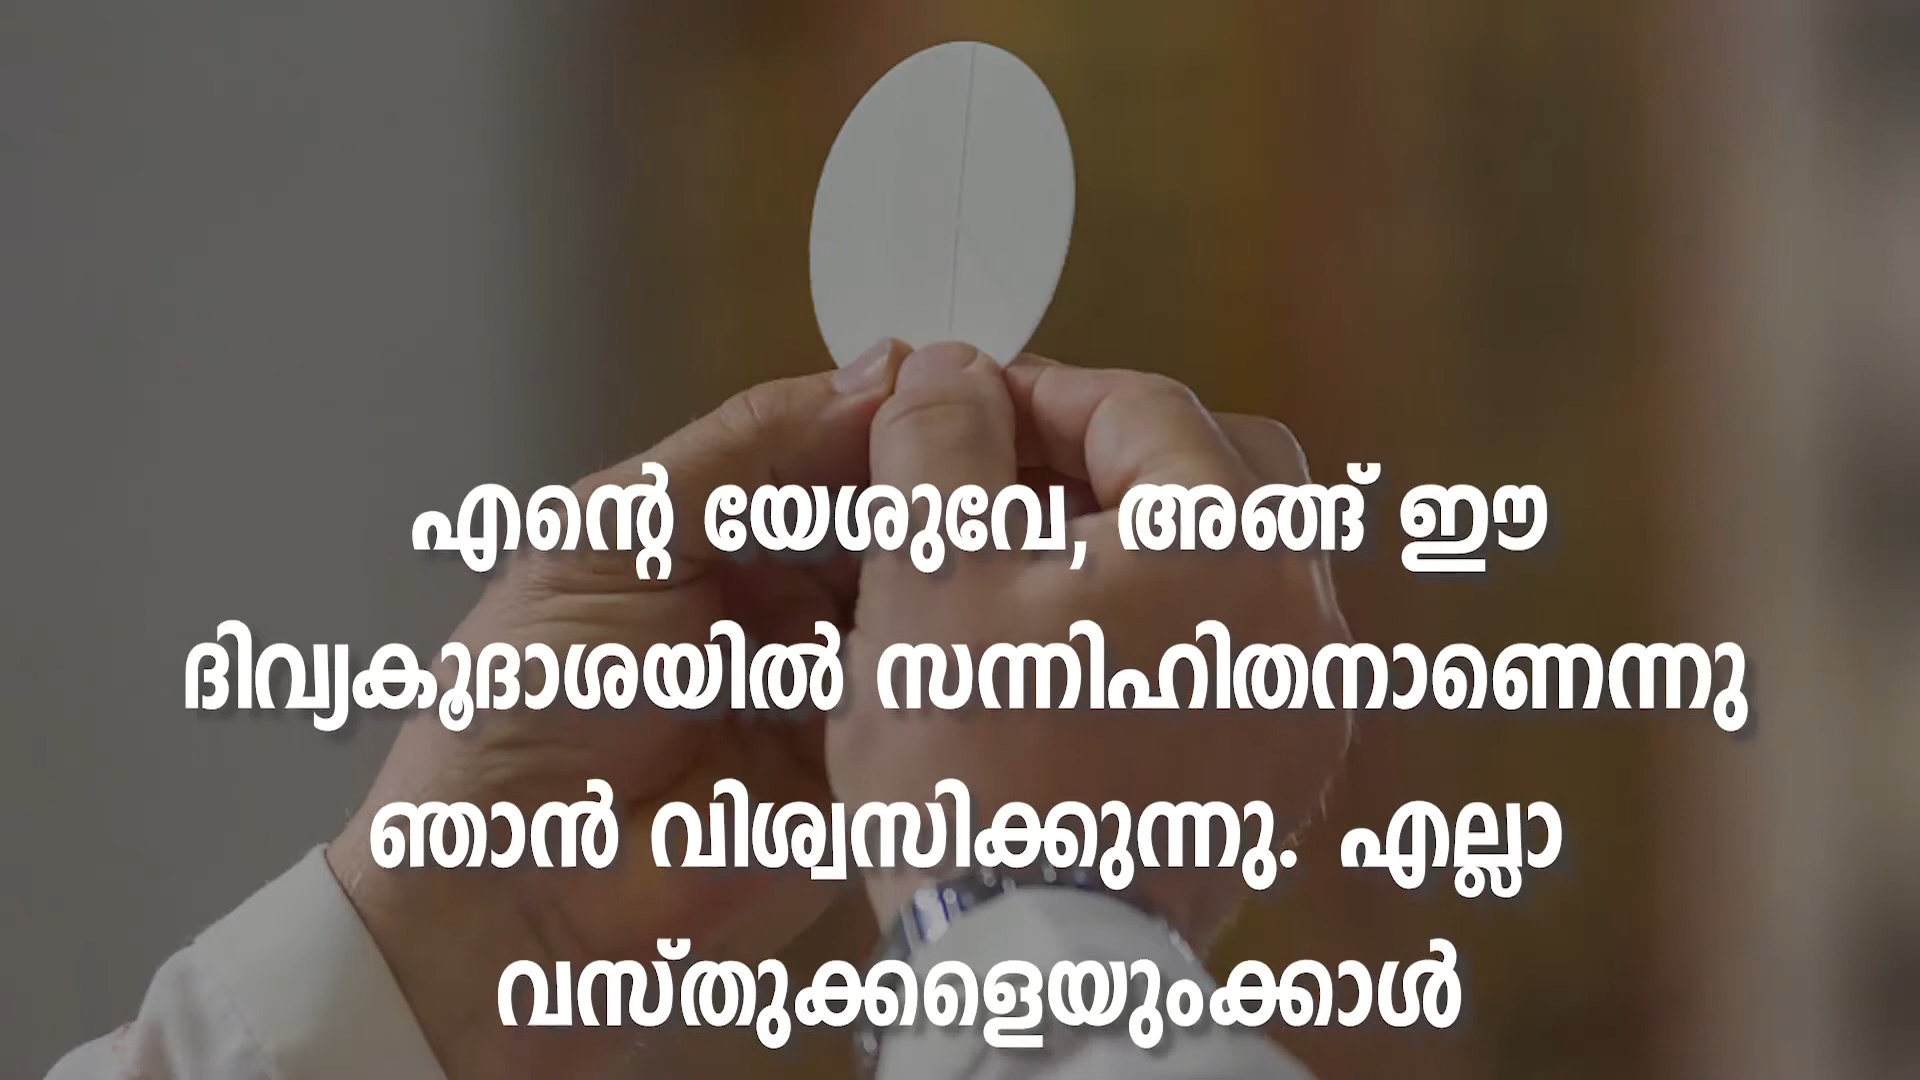 എന്റെ യേശുവേ, അങ്ങ് ഈ
ദിവ്യകൂദാശയിൽ സന്നിഹിതനാണെന്നു
ഞാൻ വിശ്വസിക്കുന്നു. എല്ലാ
വസ്തുക്കളെയുംക്കാൾ